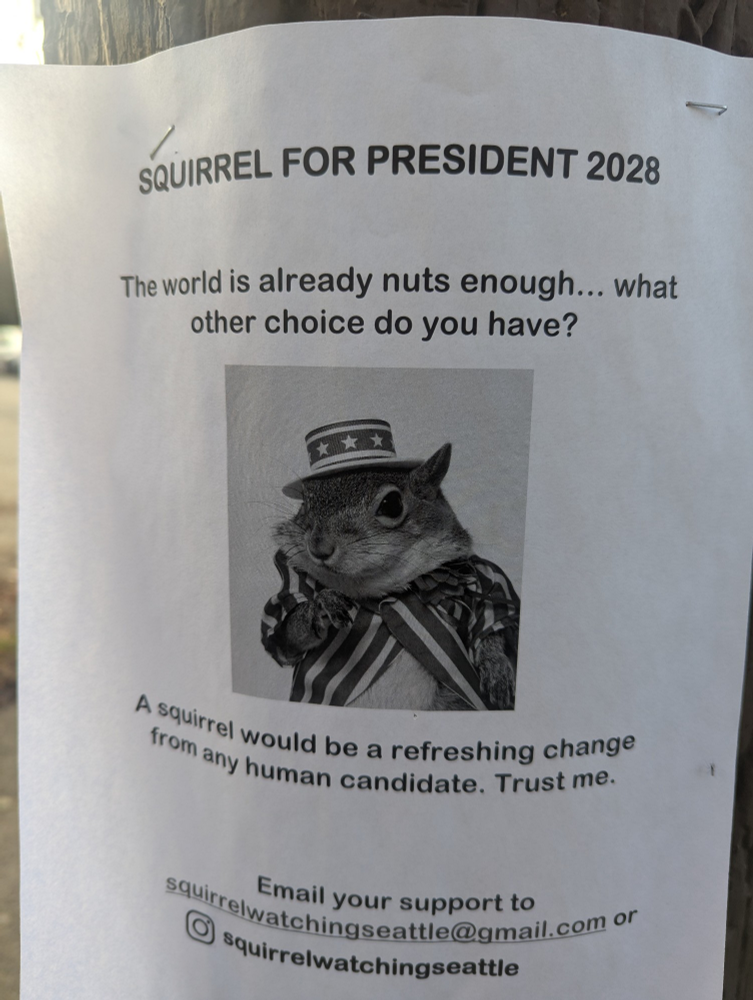 SQUIRREL FOR PRESIDENT 2028
The world is already nuts enough... what
other choice do you have?
A squirrel would be a refreshing change
from any human candidate. Trust me.
Email your support to
squirrelwatchingseattle@gmail.com or
squirrelwatchingseattle